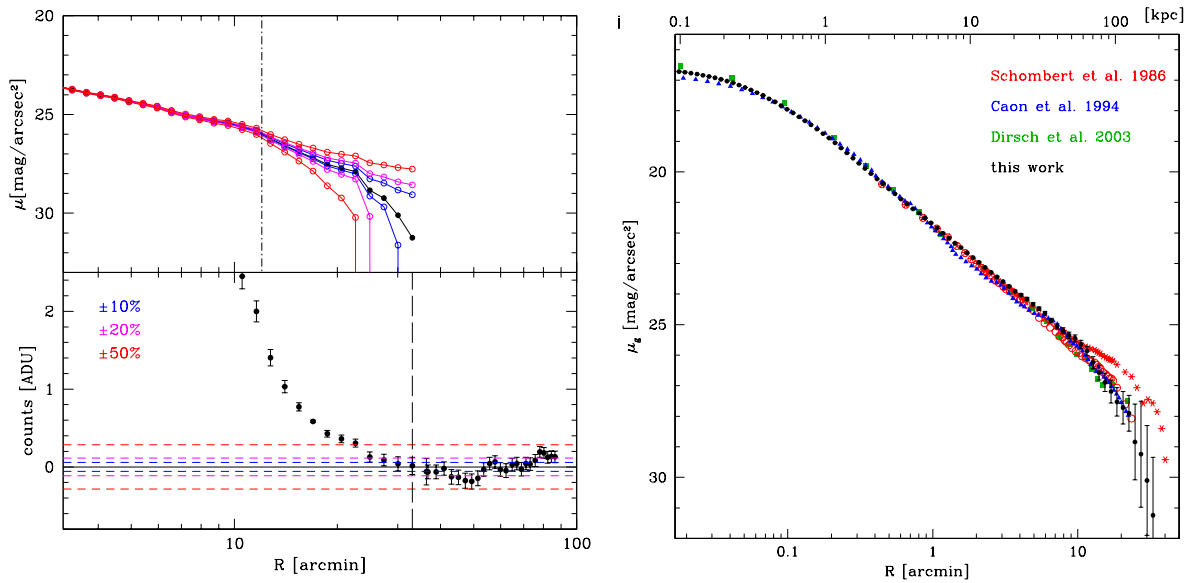 20
25
30
μ[mag/arcsec²]
±10%
±20%
±50%
2
1
0
counts [ADU]
10
100
R [arcmin]
i
0.1
1
10
100
[kpc]
Schombert et al. 1986
Caon et al. 1994
Dirsch et al. 2003
this work
20
25
30
μg [mag/arcsec²]
0.1
1
10
R [arcmin]